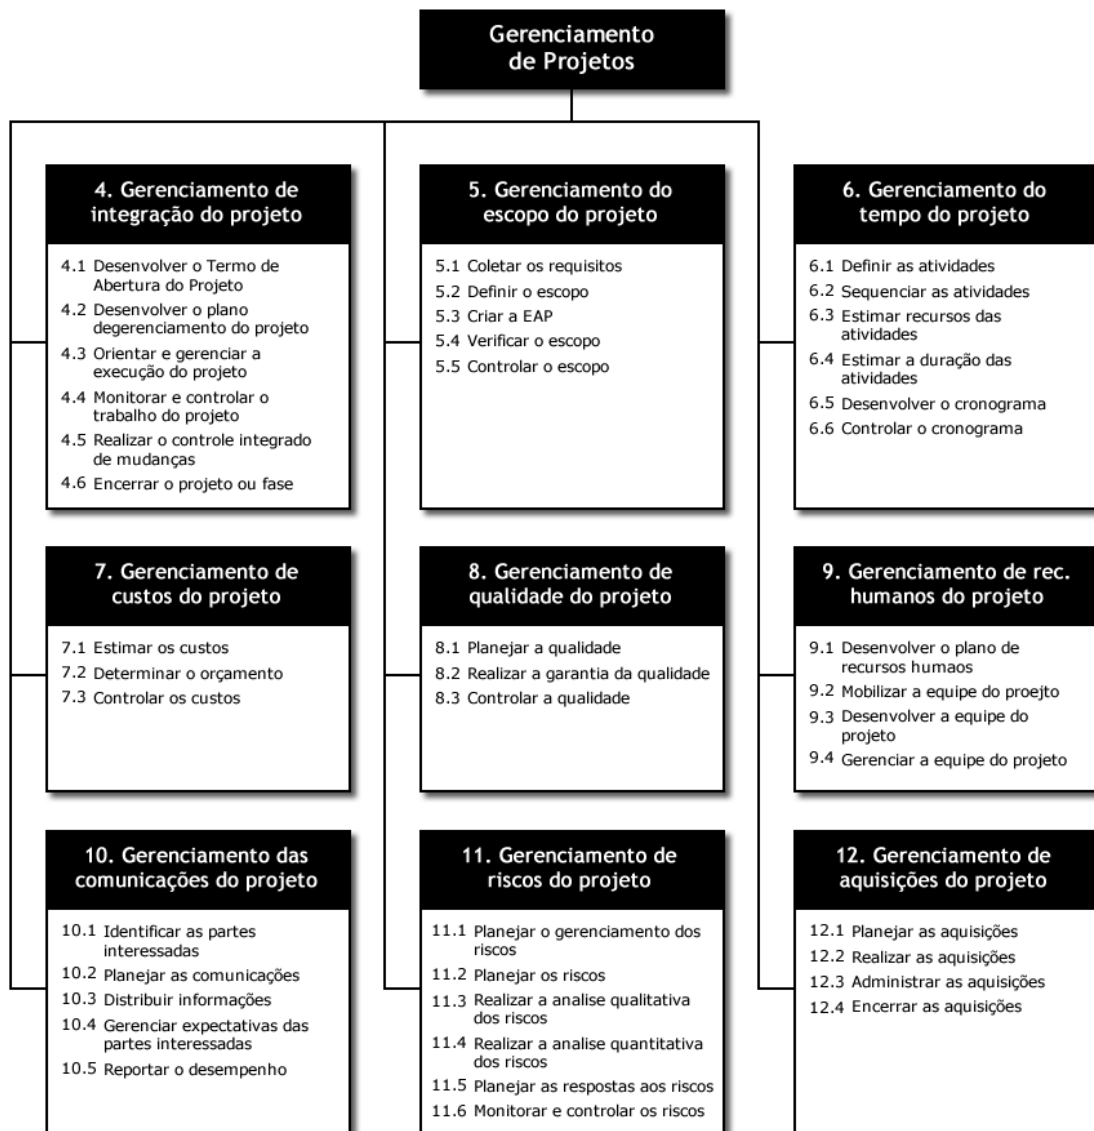 Gerenciamento
de Projetos
4. Gerenciamento de
integração do projeto
4.1 Desenvolver o Termo de
Abertura do Projeto
4.2 Desenvolver o plano
degerenciamento do projeto
4.3 Orientar e gerenciar a
execução do projeto
4.4 Monitorar e controlar o
trabalho do projeto
4.5 Realizar o controle integrado
de mudanças
4.6 Encerrar o projeto ou fase
5. Gerenciamento do
escopo do projeto
5.1 Coletar os requisitos
5.2 Definir o escopo
5.3 Criar a EAP
5.4 Verificar o escopo
5.5 Controlar o escopo
6. Gerenciamento do
tempo do projeto
6.1 Definir as atividades
6.2 Sequenciar as atividades
6.3 Estimar recursos das
atividades
6.4 Estimar a duração das
atividades
6.5 Desenvolver o cronograma
6.6 Controlar o cronograma
7. Gerenciamento de
custos do projeto
7.1 Estimar os custos
7.2 Determinar o orçamento
7.3 Controlar os custos
8. Gerenciamento de
qualidade do projeto
8.1 Planejar a qualidade
8.2 Realizar a garantia da qualidade
8.3 Controlar a qualidade
9. Gerenciamento de rec.
humanos do projeto
9.1 Desenvolver o plano de
recursos humaos
9.2 Mobilizar a equipe do proejto
9.3 Desenvolver a equipe do
projeto
9.4 Gerenciar a equipe do projeto
10. Gerenciamento das
comunicações do projeto
10.1 Identificar as partes
interessadas
10.2 Planejar as comunicações
10.3 Distribuir informações
10.4 Gerenciar expectativas das
partes interessadas
10.5 Reportar o desempenho
11. Gerenciamento de
riscos do projeto
11.1 Planejar o gerenciamento dos
riscos
11.2 Planejar os riscos
11.3 Realizar a analise qualitativa
dos riscos
11.4 Realizar a analise quantitativa
dos riscos
11.5 Planejar as respostas aos riscos
11.6 Monitorar e controlar os riscos
12. Gerenciamento de
aquisições do projeto
12.1 Planejar as aquisições
12.2 Realizar as aquisições
12.3 Administrar as aquisições
12.4 Encerrar as aquisições